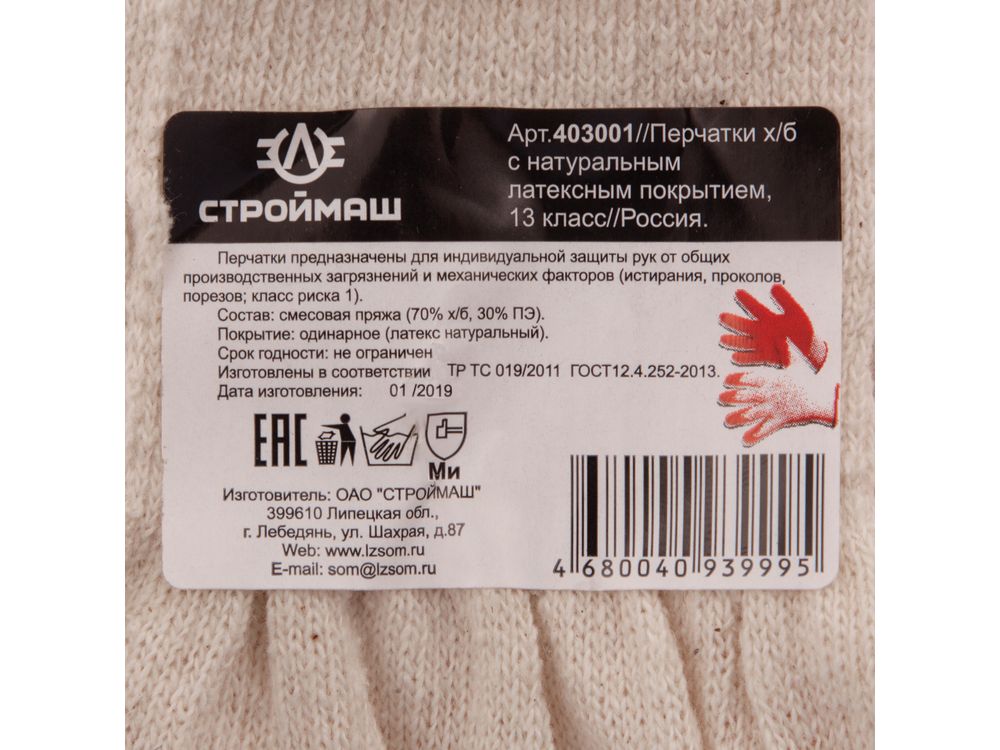 СТРОЙМАШ
Арт.403001//Перчатки х/б
с натуральным
латексным покрытием,
13 класс//Россия.
Перчатки предназначены для индивидуальной защиты рук от общих
производственных загрязнений и механических факторов (истирания, проколов,
порезов; класс риска 1).
Состав: смесовая пряжа (70% х/б, 30% ПЭ).
Покрытие: одинарное (латекс натуральный).
Срок годности: не ограничен
Изготовлены в соответствии ТР ТС 019/2011 ГОСТ12.4.252-2013.
Дата изготовления: 01 /2019
ЕАС
Ми
Изготовитель: ОАО "СТРОЙМАШ"
399610 Липецкая обл.,
г. Лебедянь, ул. Шахрая, д.87
Web: www.lzsom.ru
E-mail: som@lzsom.ru
4 680040 939995